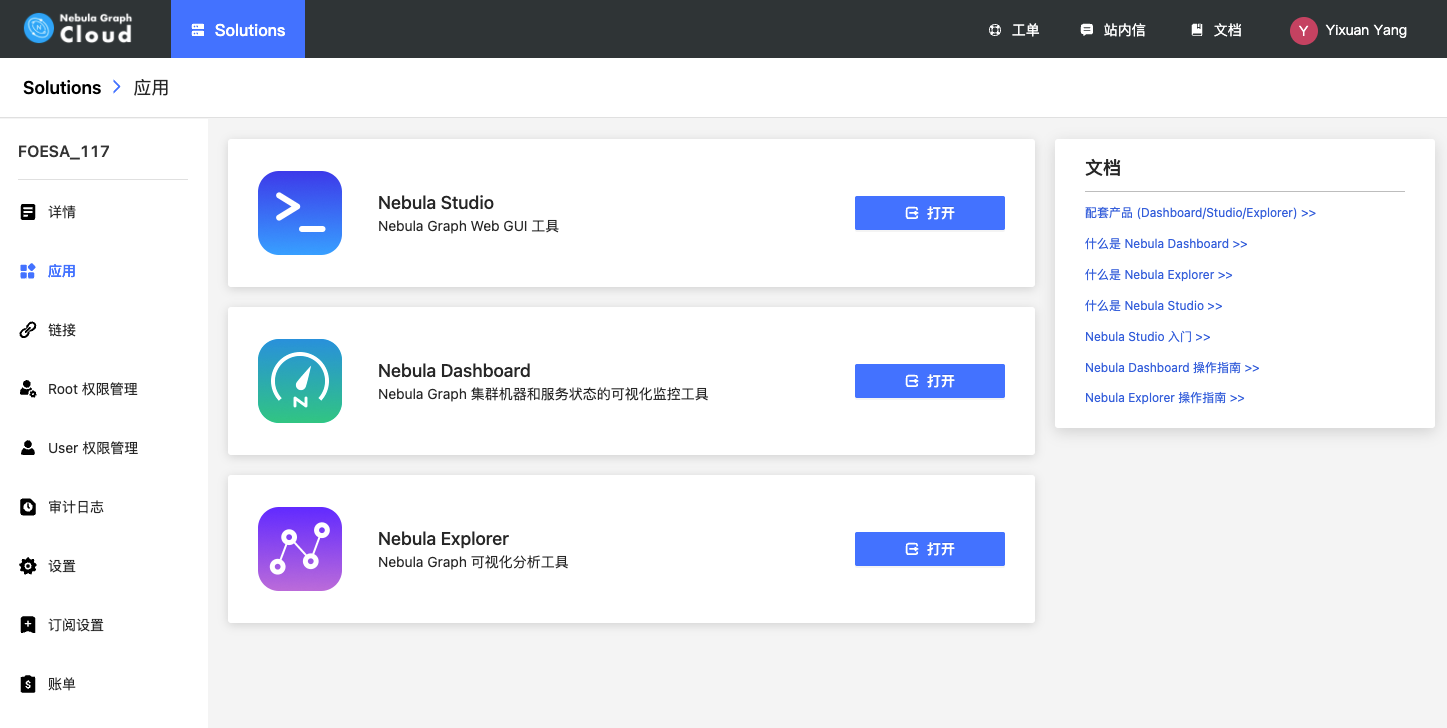 Nebula Graph
Cloud
Solutions
工单
站内信
文档
Y
Yixuan Yang
Solutions > 应用
FOESA_117
详情
应用
链接
Root 权限管理
User 权限管理
审计日志
设置
订阅设置
账单
Nebula Studio
Nebula Graph Web GUI 工具
打开
Nebula Dashboard
Nebula Graph 集群机器和服务状态的可视化监控工具
打开
Nebula Explorer
Nebula Graph 可视化分析工具
打开
文档
配套产品 (Dashboard/Studio/Explorer) >>
什么是 Nebula Dashboard >>
什么是 Nebula Explorer >>
什么是 Nebula Studio >>
Nebula Studio 入门 >>
Nebula Dashboard 操作指南 >>
Nebula Explorer 操作指南 >>